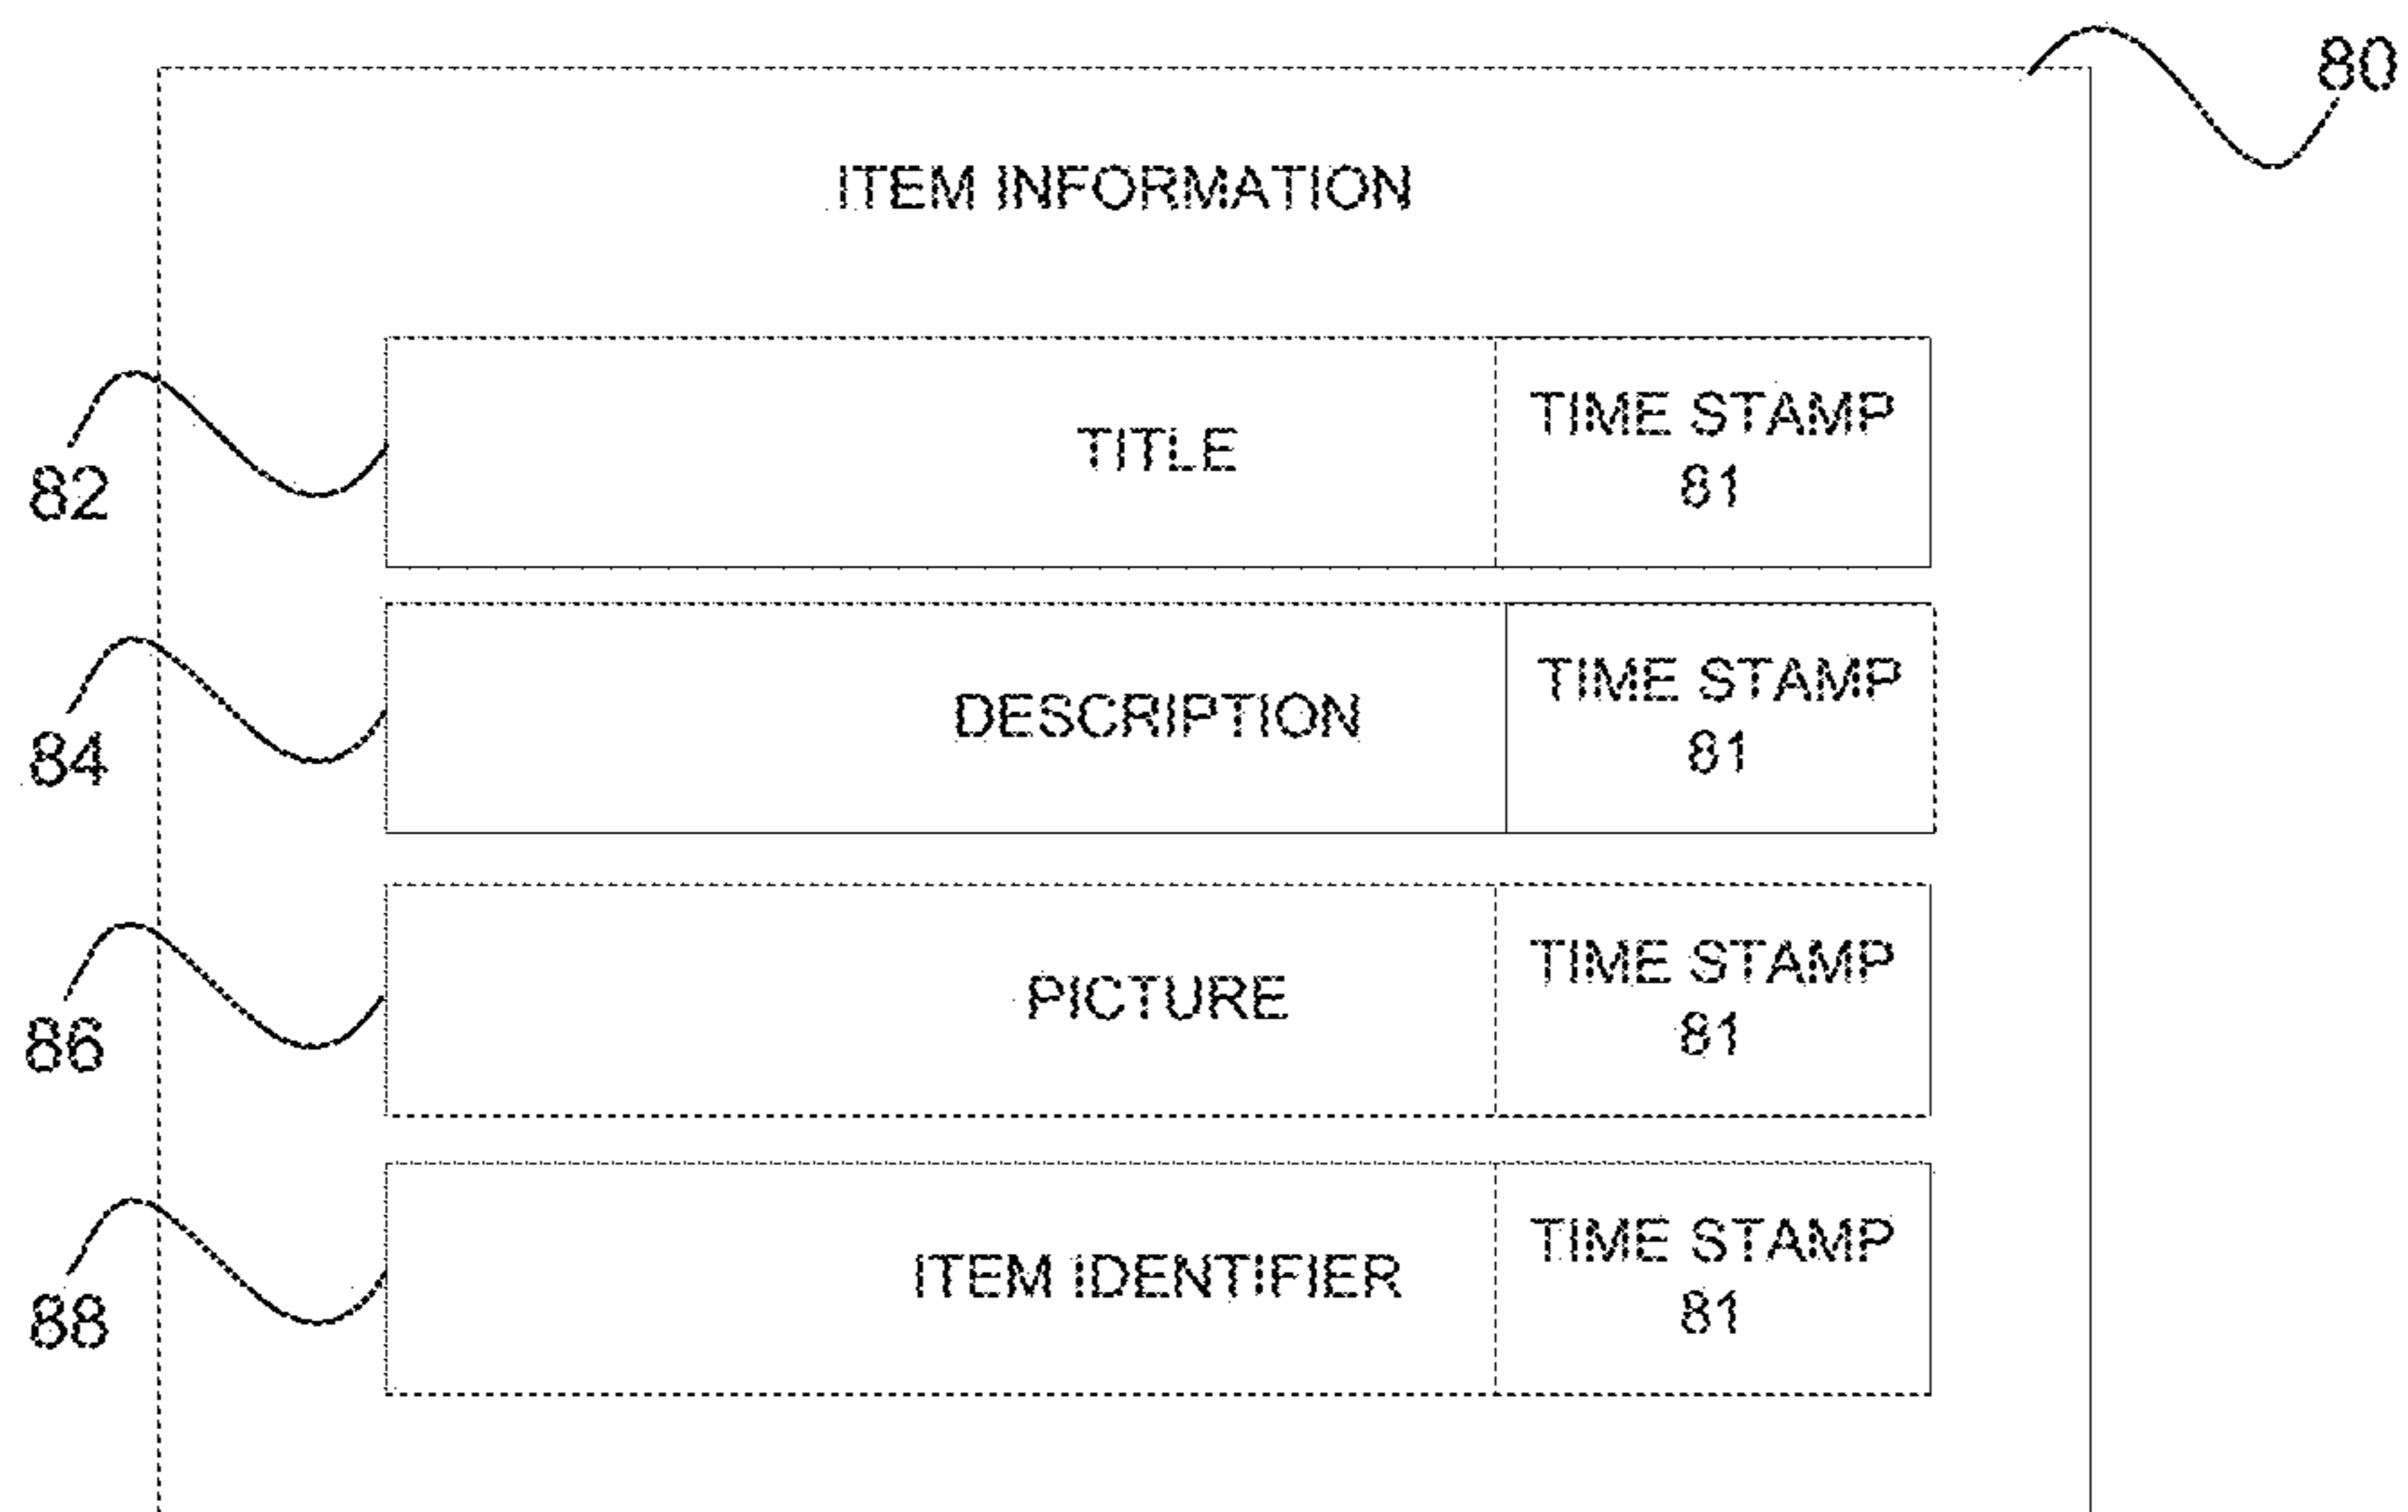 80
ITEM INFORMATION
TITLE
TIME STAMP
81
82
DESCRIPTION
TIME STAMP
81
84
PICTURE
TIME STAMP
81
86
ITEM IDENTIFIER
TIME STAMP
81
88